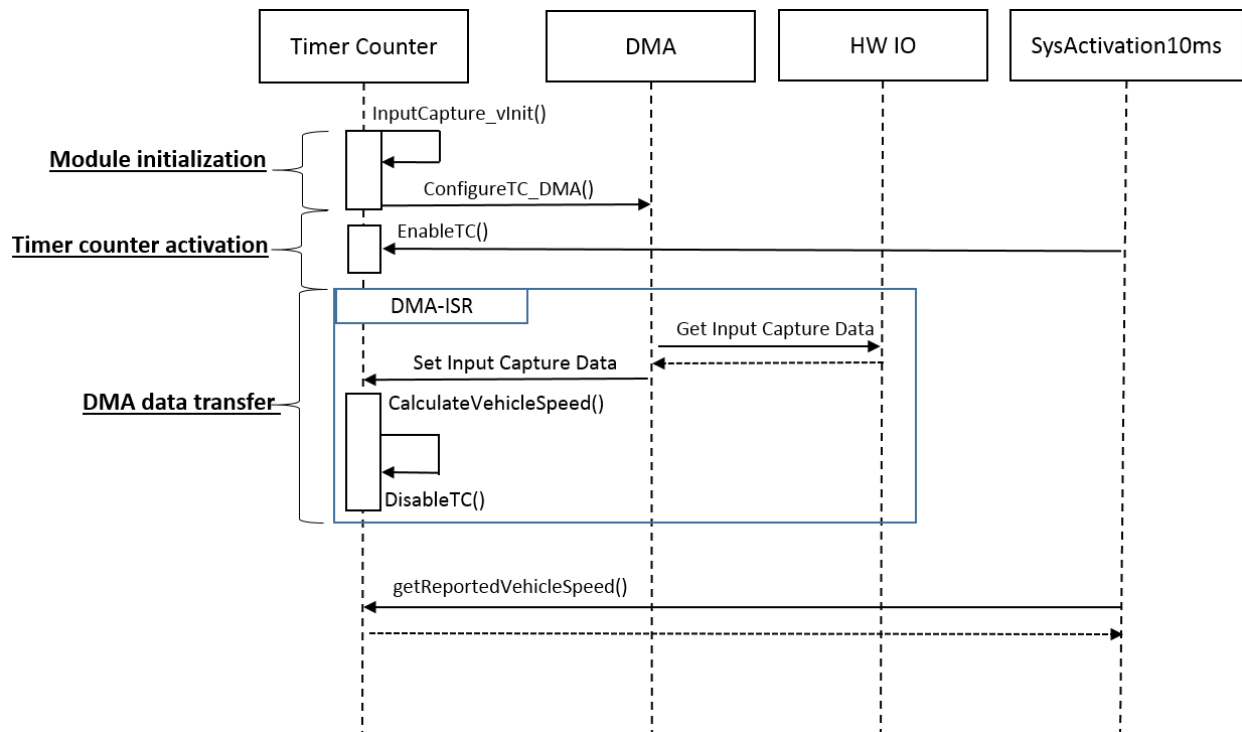 Timer Counter
DMA
HW IO
SysActivation10ms
InputCapture_vInit()
Module initialization
ConfigureTC_DMA()
EnableTC()
Timer counter activation
DMA-ISR
Get Input Capture Data
Set Input Capture Data
DMA data transfer
CalculateVehicleSpeed()
DisableTC()
getReportedVehicleSpeed()